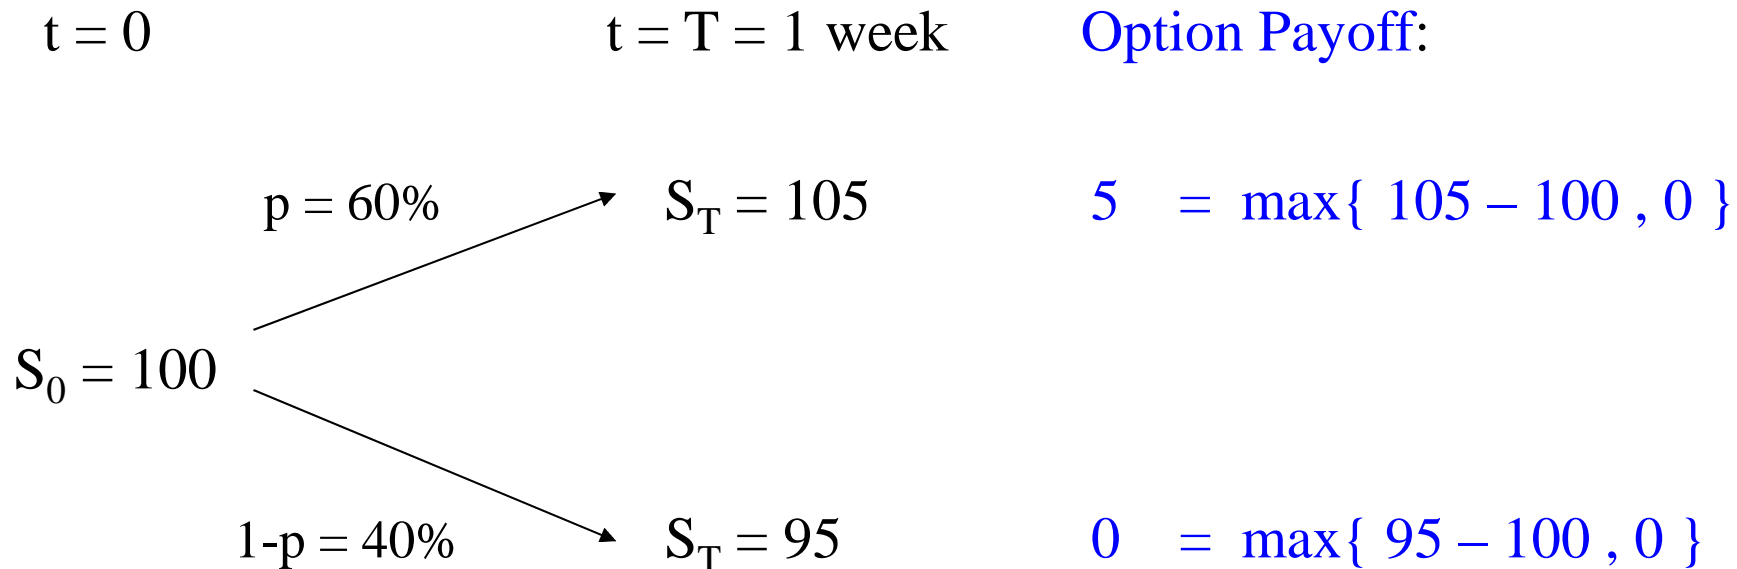 t = 0 t = T = 1 week Option Payoff:
p = 60% S_T = 105 5 = max{ 105 – 100 , 0 }
S_0 = 100
1-p = 40% S_T = 95 0 = max{ 95 – 100 , 0 }